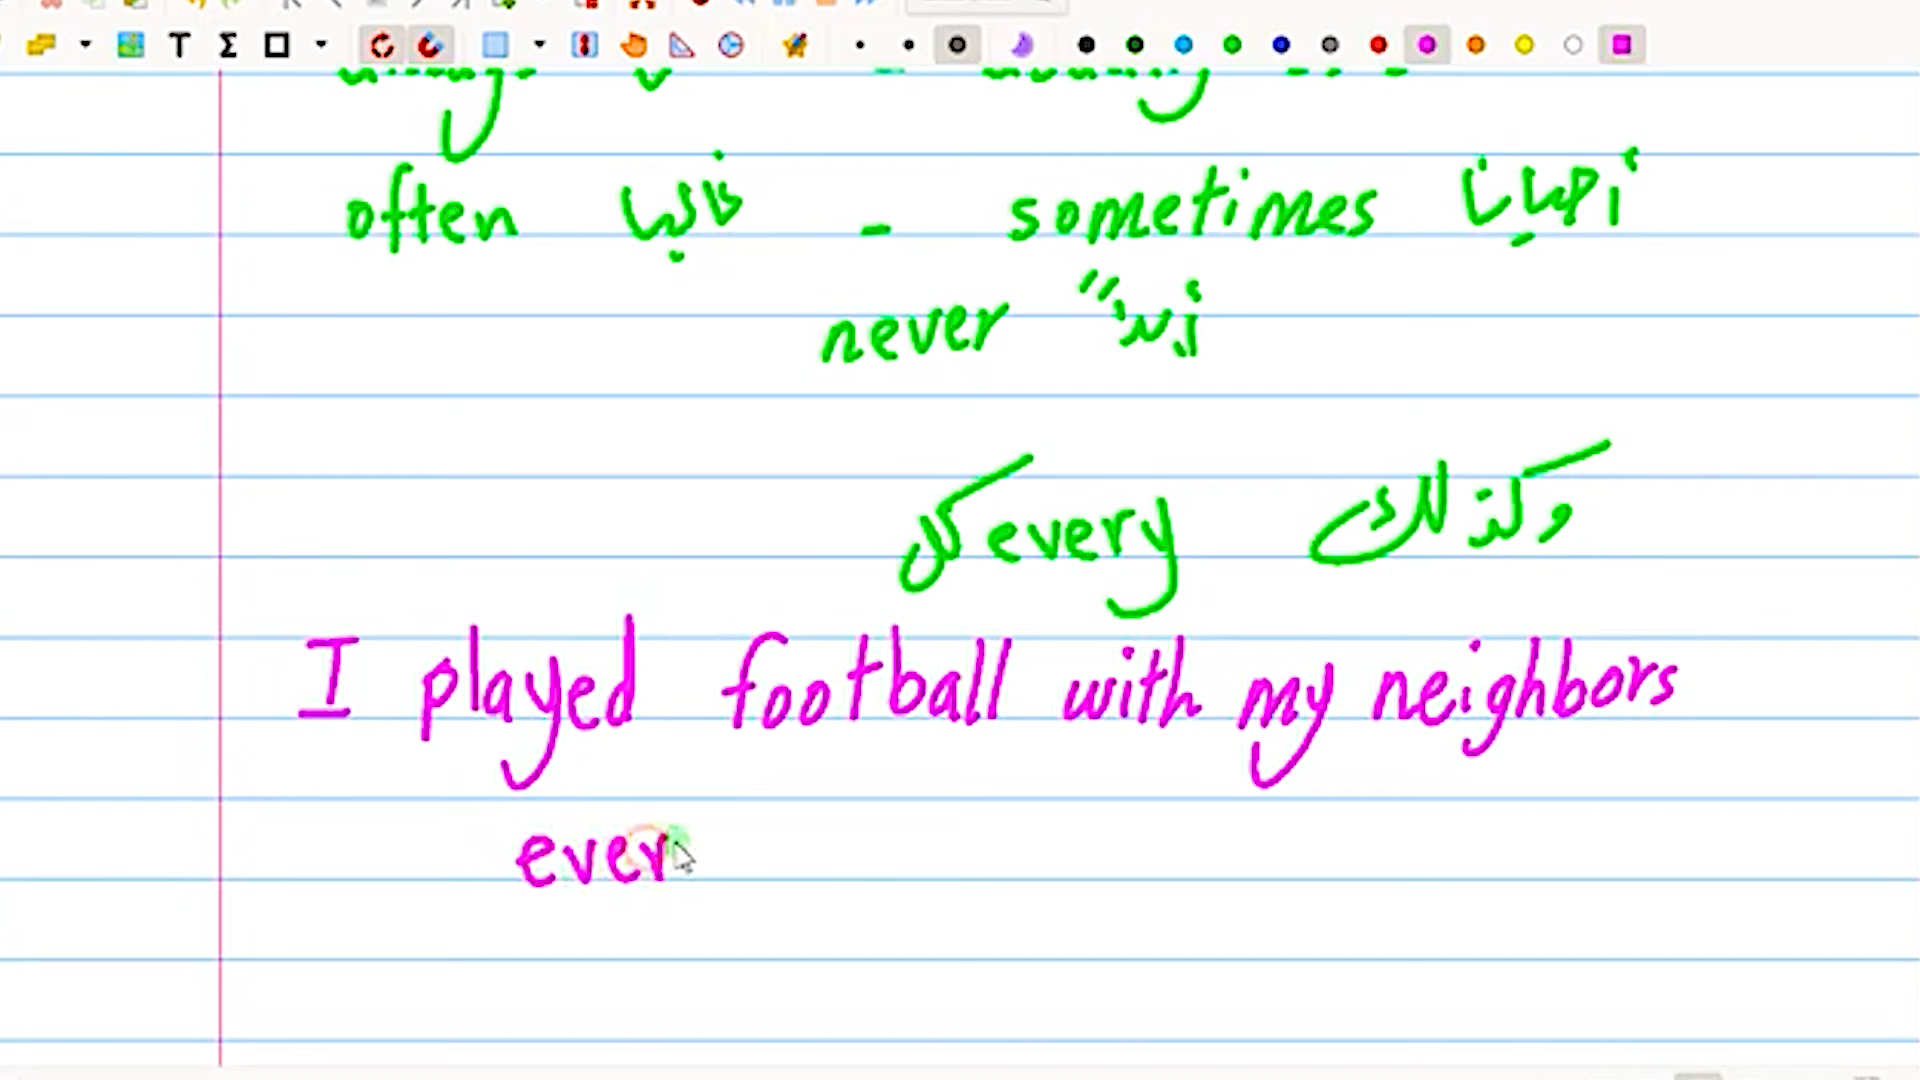 often غالبا - sometimes أحيانا
never أبداً
وكذلك every كل
I played football with my neighbors
ever